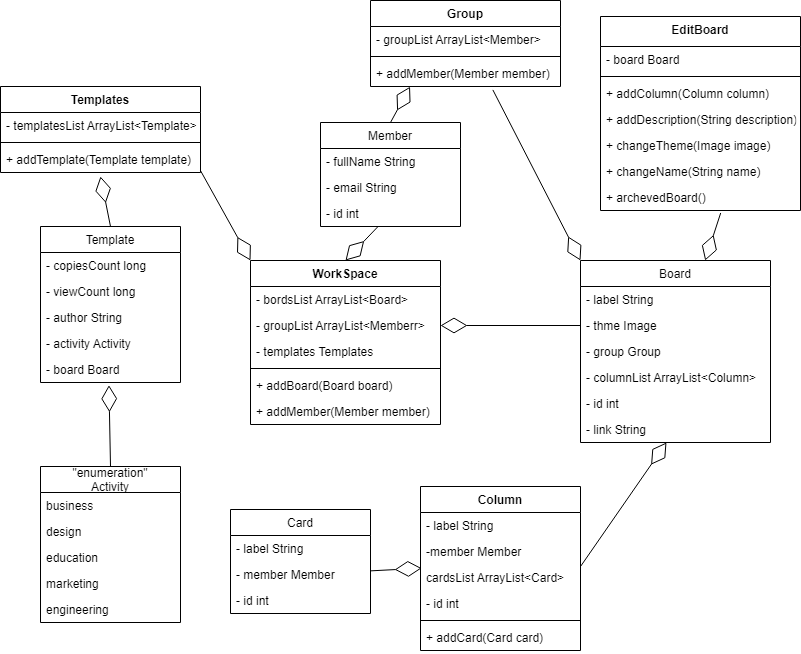 Group
- groupList ArrayList<Member>
+ addMember(Member member)
EditBoard
- board Board
+ addColumn(Column column)
+ addDescription(String description)
+ changeTheme(Image image)
+ changeName(String name)
+ archevedBoard()
Templates
- templatesList ArrayList<Template>
+ addTemplate(Template template)
Member
- fullName String
- email String
- id int
Template
- copiesCount long
- viewCount long
- author String
- activity Activity
- board Board
WorkSpace
- bordsList ArrayList<Board>
- groupList ArrayList<Memberr>
- templates Templates
+ addBoard(Board board)
+ addMember(Member member)
Board
- label String
- thme Image
- group Group
- columnList ArrayList<Column>
- id int
- link String
"enumeration"
Activity
business
design
education
marketing
engineering
Card
- label String
- member Member
- id int
Column
- label String
-member Member
cardsList ArrayList<Card>
- id int
+ addCard(Card card)